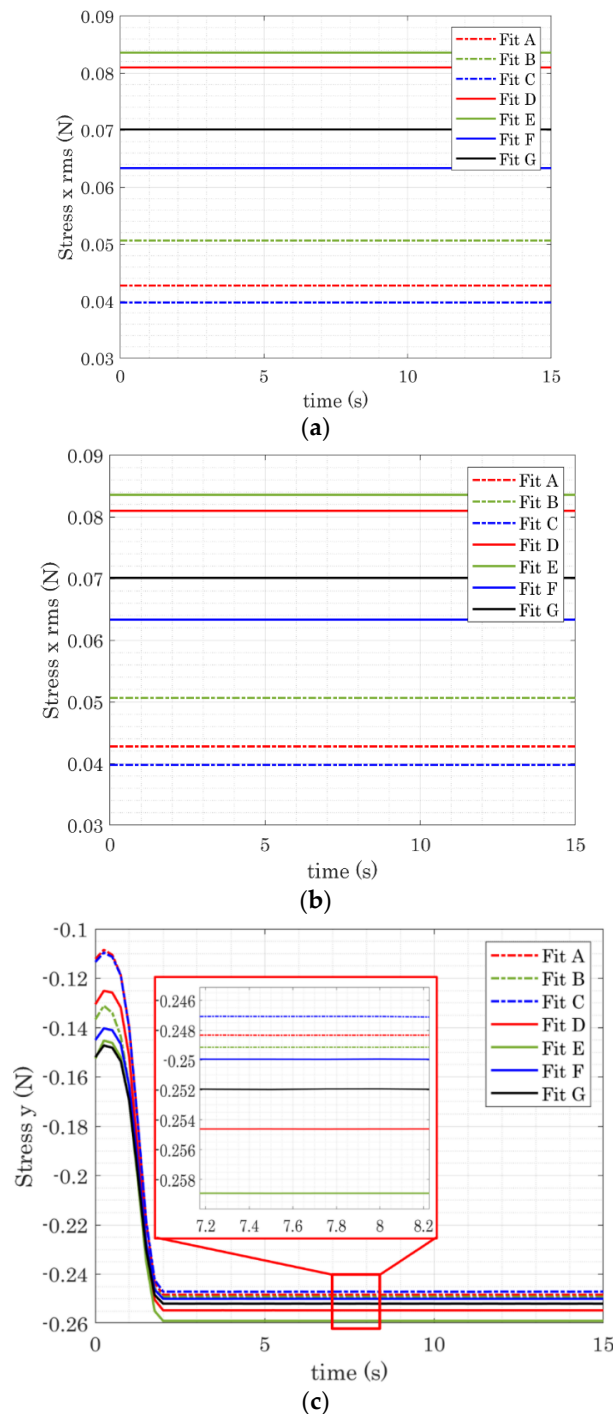 0.09
0.08
0.07
0.06
0.05
0.04
0.03
Stress x rms (N)
Fit A
Fit B
Fit C
Fit D
Fit E
Fit F
Fit G
0
5
10
15
time (s)
(a)
0.09
0.08
0.07
0.06
0.05
0.04
0.03
Stress x rms (N)
Fit A
Fit B
Fit C
Fit D
Fit E
Fit F
Fit G
0
5
10
15
time (s)
(b)
-0.1
-0.12
-0.14
-0.16
-0.18
-0.2
-0.22
-0.24
-0.26
Stress y (N)
Fit A
Fit B
Fit C
Fit D
Fit E
Fit F
Fit G
-0.246
-0.248
-0.25
-0.252
-0.254
-0.256
-0.258
7.2
7.4
7.6
7.8
8
8.2
0
5
10
15
time (s)
(c)